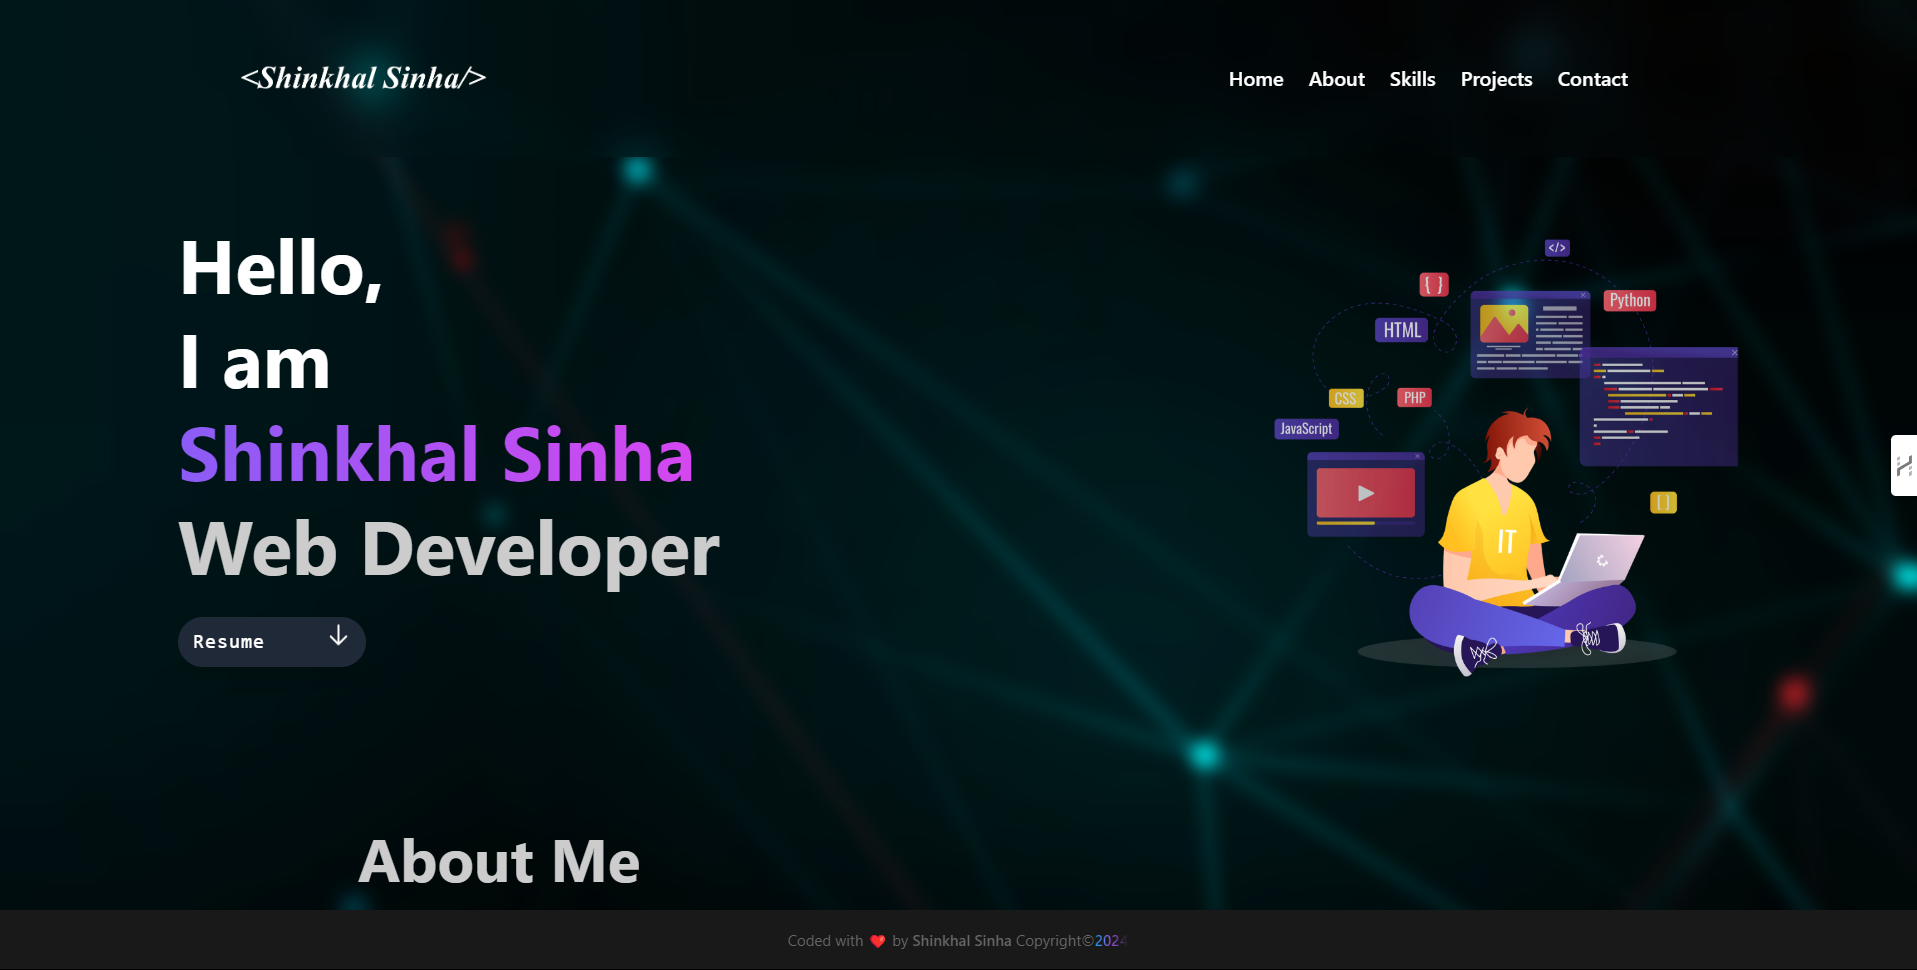 <Shinkhal Sinha/>
Home About Skills Projects Contact
Hello,
I am
Shinkhal Sinha
Web Developer
Resume
</>
{ }
Python
HTML
CSS
PHP
JavaScript
[ ]
IT
About Me
Coded with ❤️ by Shinkhal Sinha Copyright©2024